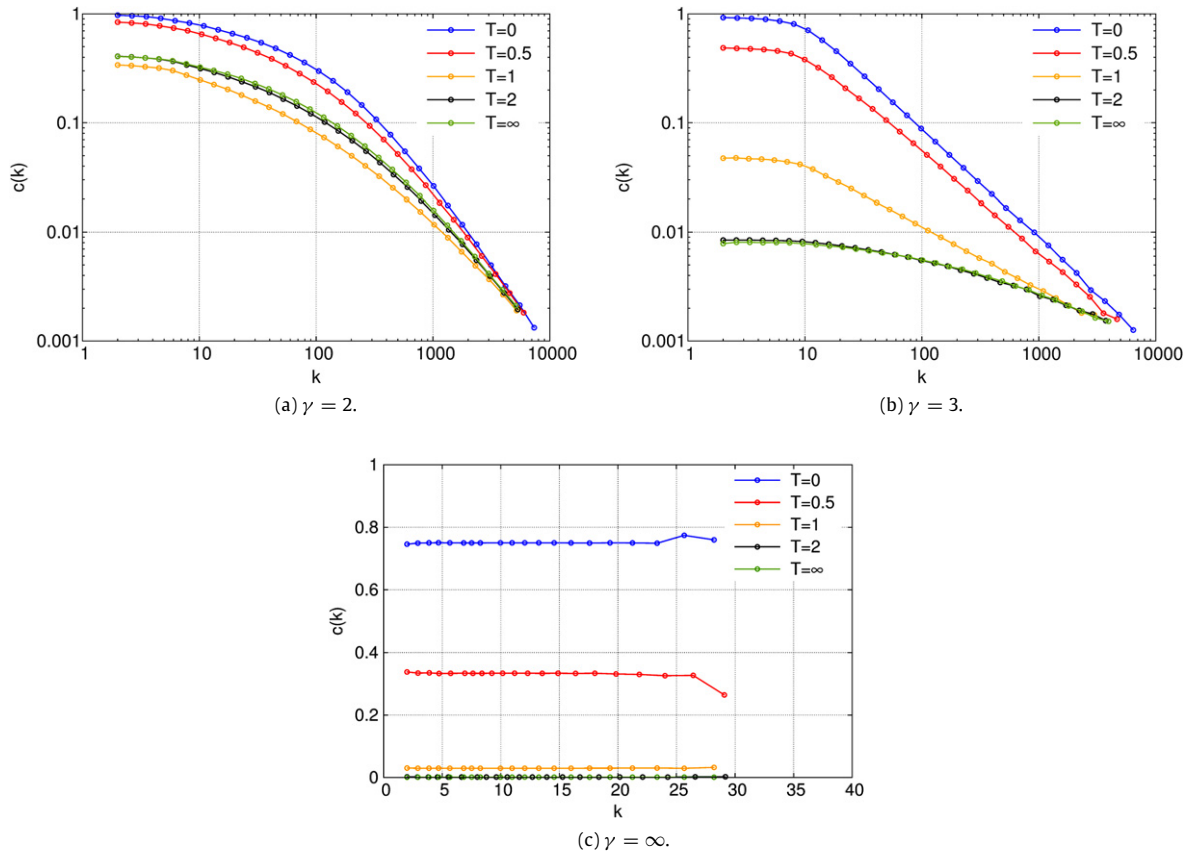 1
0.1
0.01
0.001
c(k)
1
10
100
1000
10000
k
T=0
T=0.5
T=1
T=2
T=∞
(a) γ = 2.
1
0.1
0.01
0.001
c(k)
1
10
100
1000
10000
k
T=0
T=0.5
T=1
T=2
T=∞
(b) γ = 3.
1
0.8
0.6
0.4
0.2
0
c(k)
0
5
10
15
20
25
30
35
40
k
T=0
T=0.5
T=1
T=2
T=∞
(c) γ = ∞.